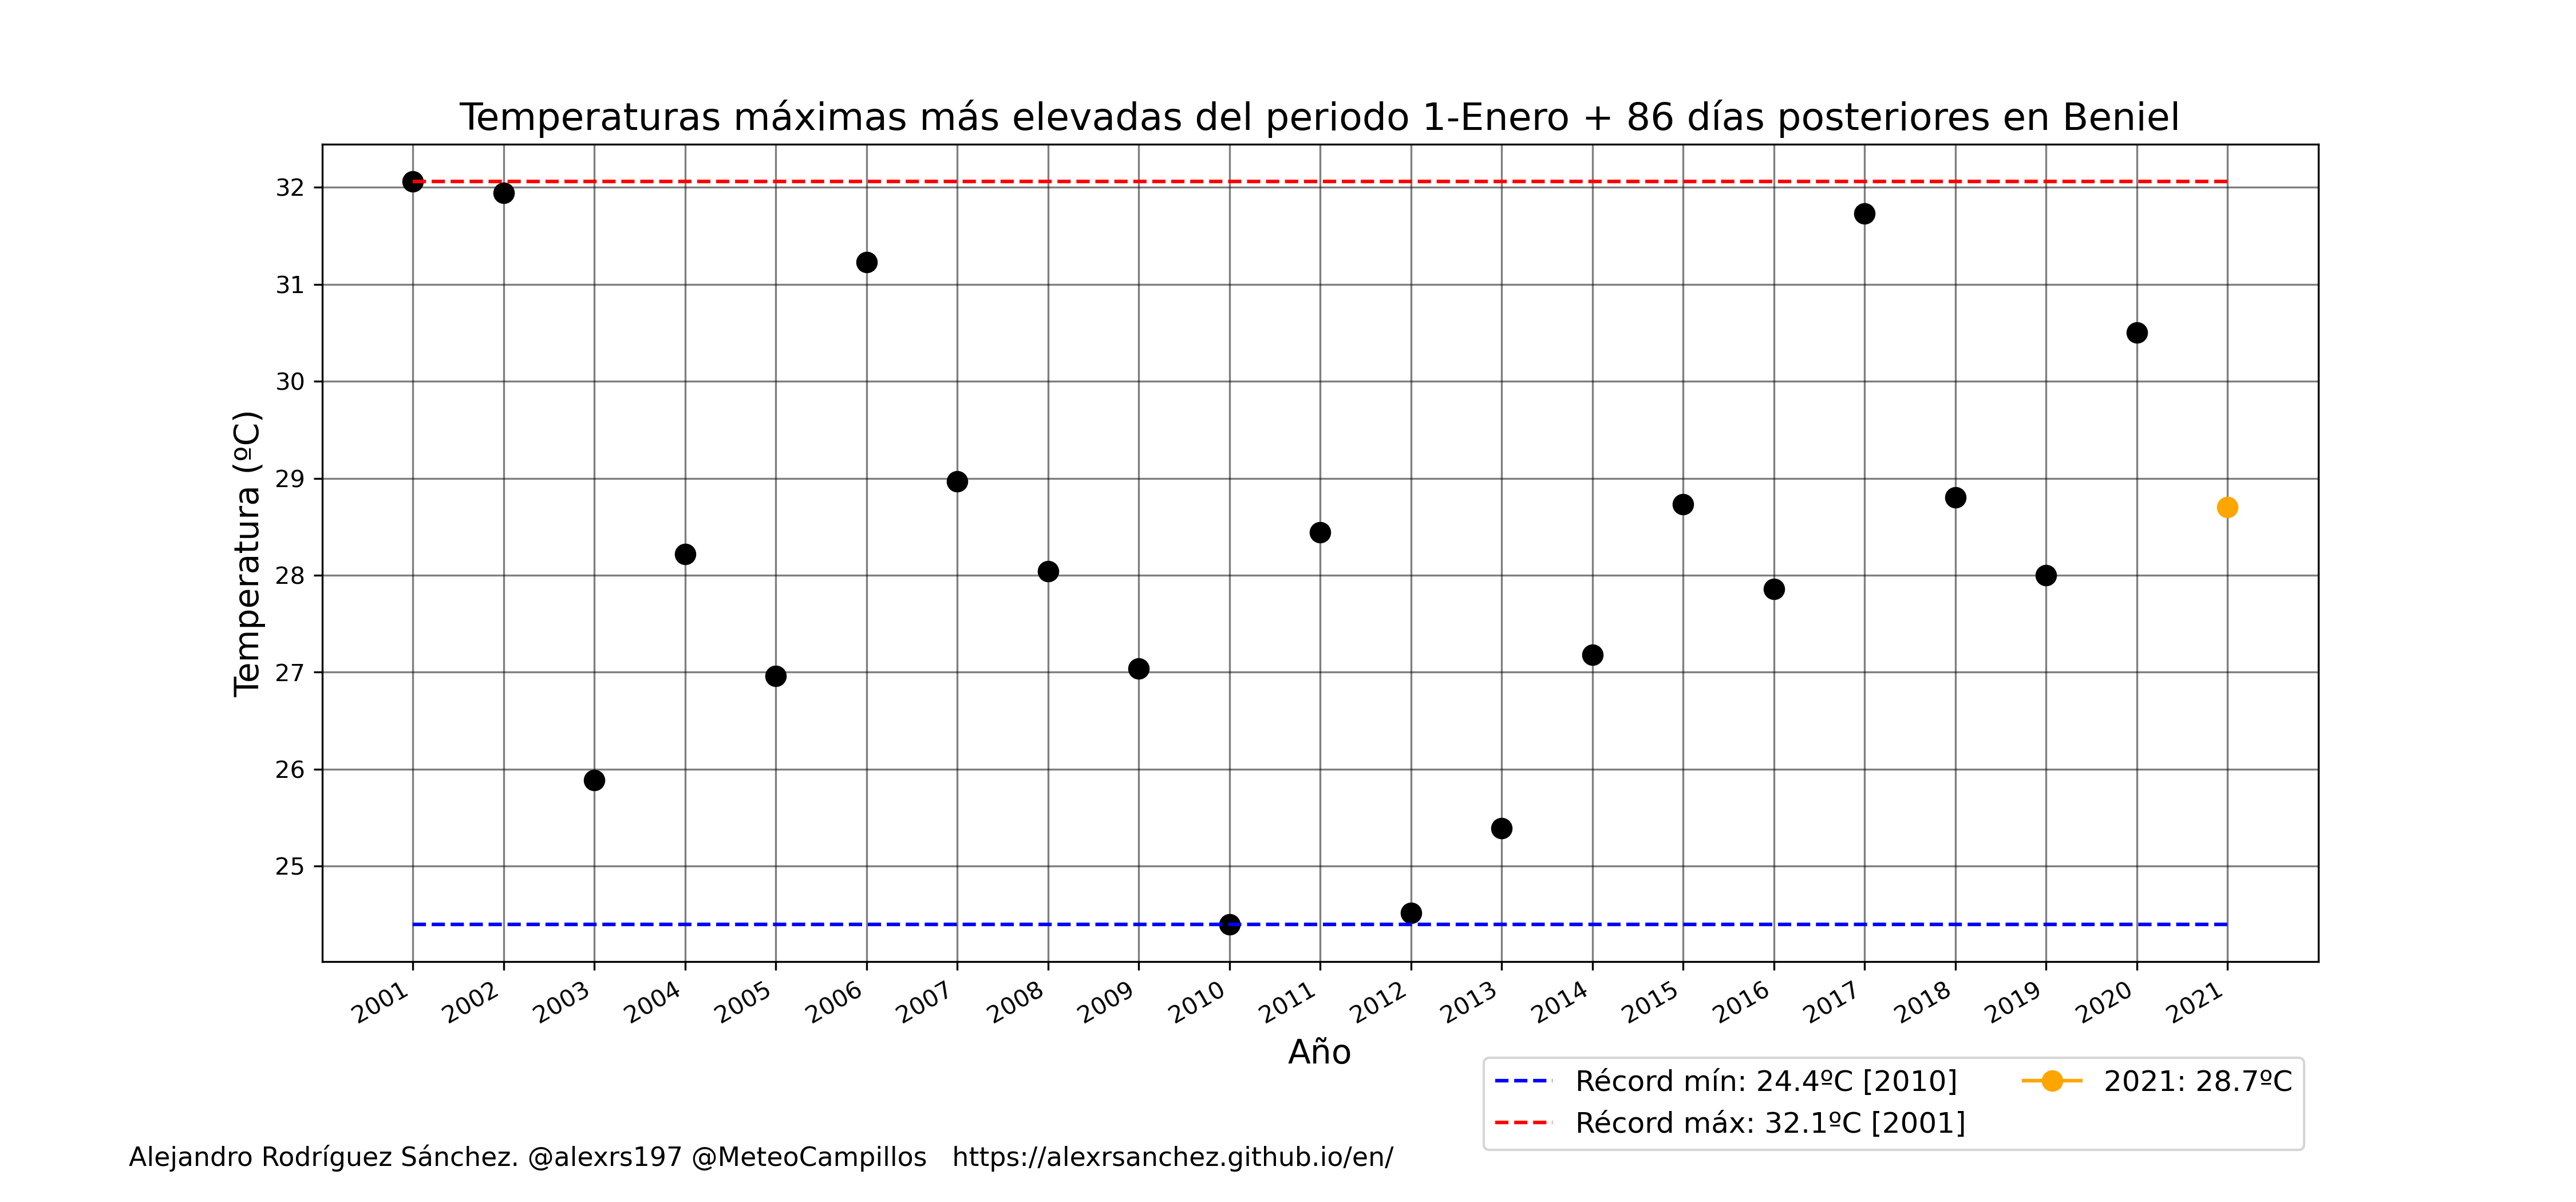 Temperaturas máximas más elevadas del periodo 1-Enero + 86 días posteriores en Beniel
Temperatura (ºC)
32
31
30
29
28
27
26
25
2001 2002 2003 2004 2005 2006 2007 2008 2009 2010 2011 2012 2013 2014 2015 2016 2017 2018 2019 2020 2021
Año
Récord mín: 24.4ºC [2010] 2021: 28.7ºC
Récord máx: 32.1ºC [2001]
Alejandro Rodríguez Sánchez. @alexrs197 @MeteoCampillos https://alexrsanchez.github.io/en/